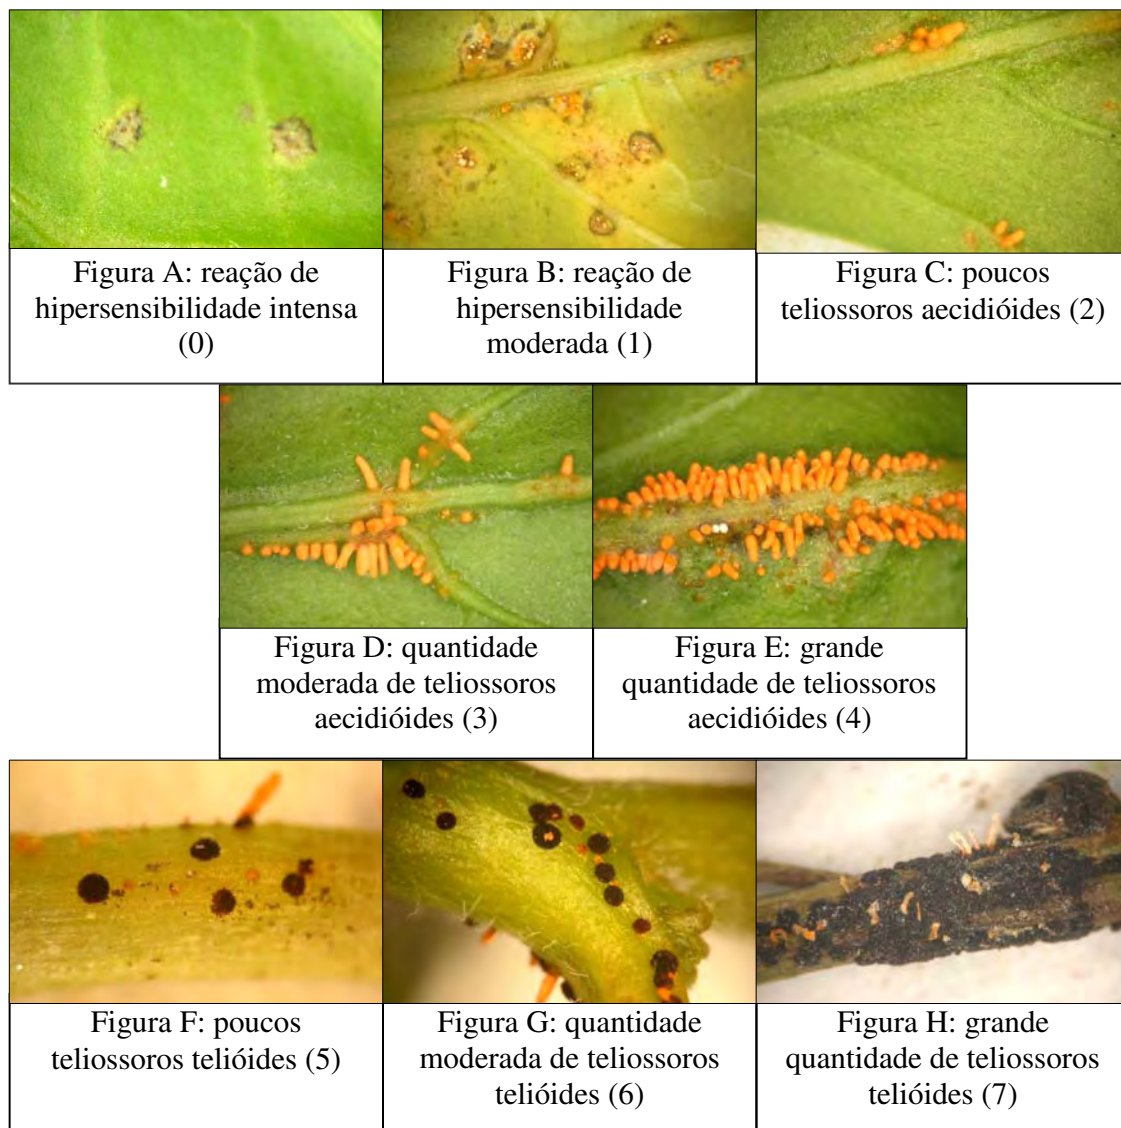 Figura A: reação de
hipersensibilidade intensa
(0)
Figura B: reação de
hipersensibilidade
moderada (1)
Figura C: poucos
teliossoros aecidióides (2)
Figura D: quantidade
moderada de teliossoros
aecidióides (3)
Figura E: grande
quantidade de teliossoros
aecidióides (4)
Figura F: poucos
teliossoros telióides (5)
Figura G: quantidade
moderada de teliossoros
telióides (6)
Figura H: grande
quantidade de teliossoros
telióides (7)